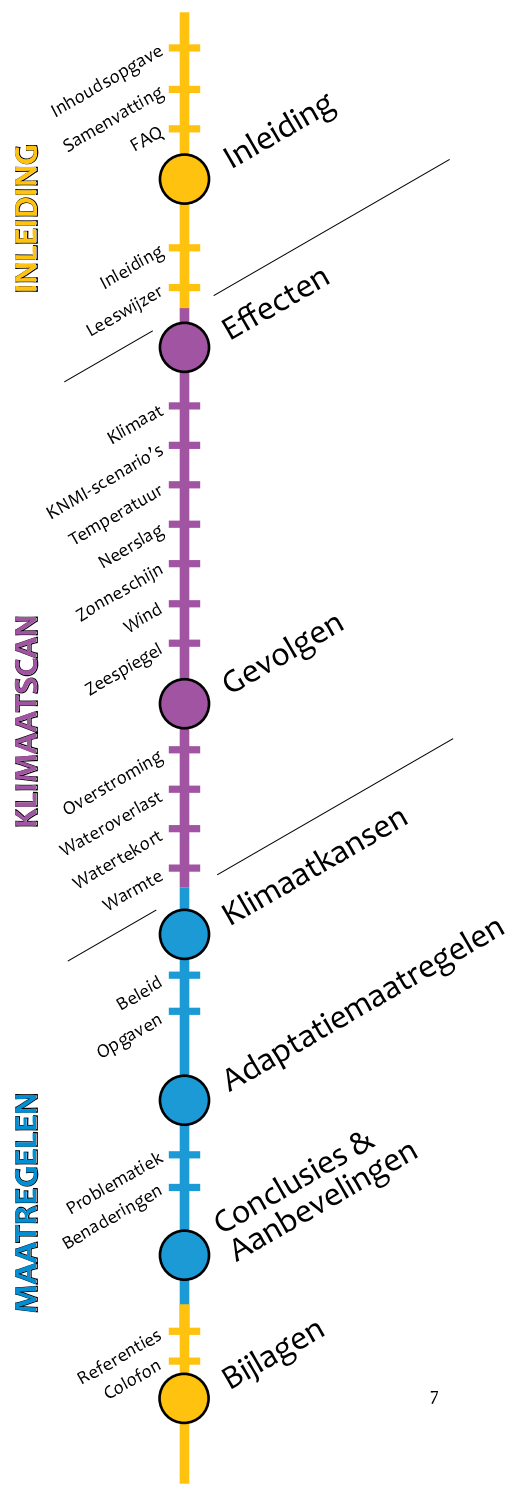 INLEIDING
Inhoudsopgave
Samenvatting
FAQ
Inleiding
Inleiding
Leeswijzer
Effecten
KLIMAATSCAN
Klimaat
KNMI-scenario's
Temperatuur
Neerslag
Zonneschijn
Wind
Zeespiegel
Gevolgen
Overstroming
Wateroverlast
Watertekort
Warmte
Klimaatkansen
MAATREGELEN
Beleid
Opgaven
Adaptatiemaatregelen
Problematiek
Benaderingen
Conclusies &
Aanbevelingen
Referenties
Colofon
Bijlagen
7